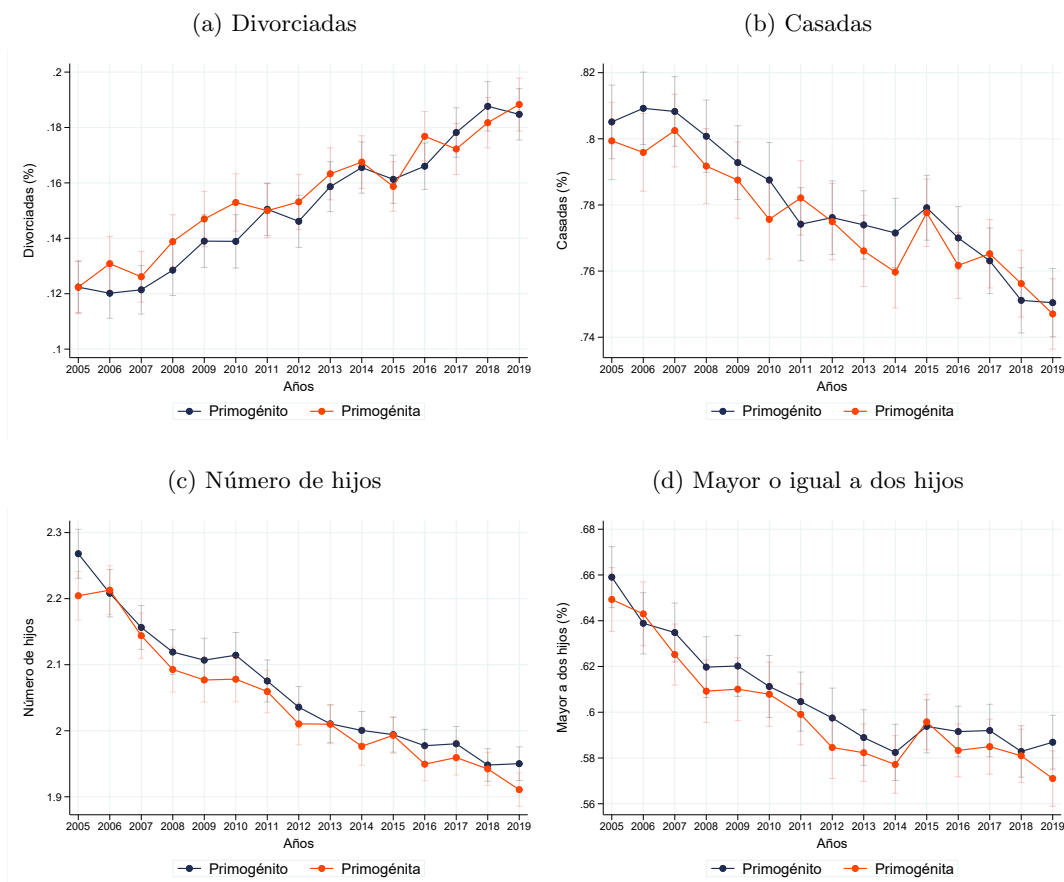 (a) Divorciadas
Divorciadas (%)
.2
.18
.16
.14
.12
.1
2005 2006 2007 2008 2009 2010 2011 2012 2013 2014 2015 2016 2017 2018 2019
Años
Primogénito Primogénita
(b) Casadas
Casadas (%)
.82
.8
.78
.76
.74
2005 2006 2007 2008 2009 2010 2011 2012 2013 2014 2015 2016 2017 2018 2019
Años
Primogénito Primogénita
(c) Número de hijos
Número de hijos
2.3
2.2
2.1
2
1.9
2005 2006 2007 2008 2009 2010 2011 2012 2013 2014 2015 2016 2017 2018 2019
Años
Primogénito Primogénita
(d) Mayor o igual a dos hijos
Mayor a dos hijos (%)
.68
.66
.64
.62
.6
.58
.56
2005 2006 2007 2008 2009 2010 2011 2012 2013 2014 2015 2016 2017 2018 2019
Años
Primogénito Primogénita